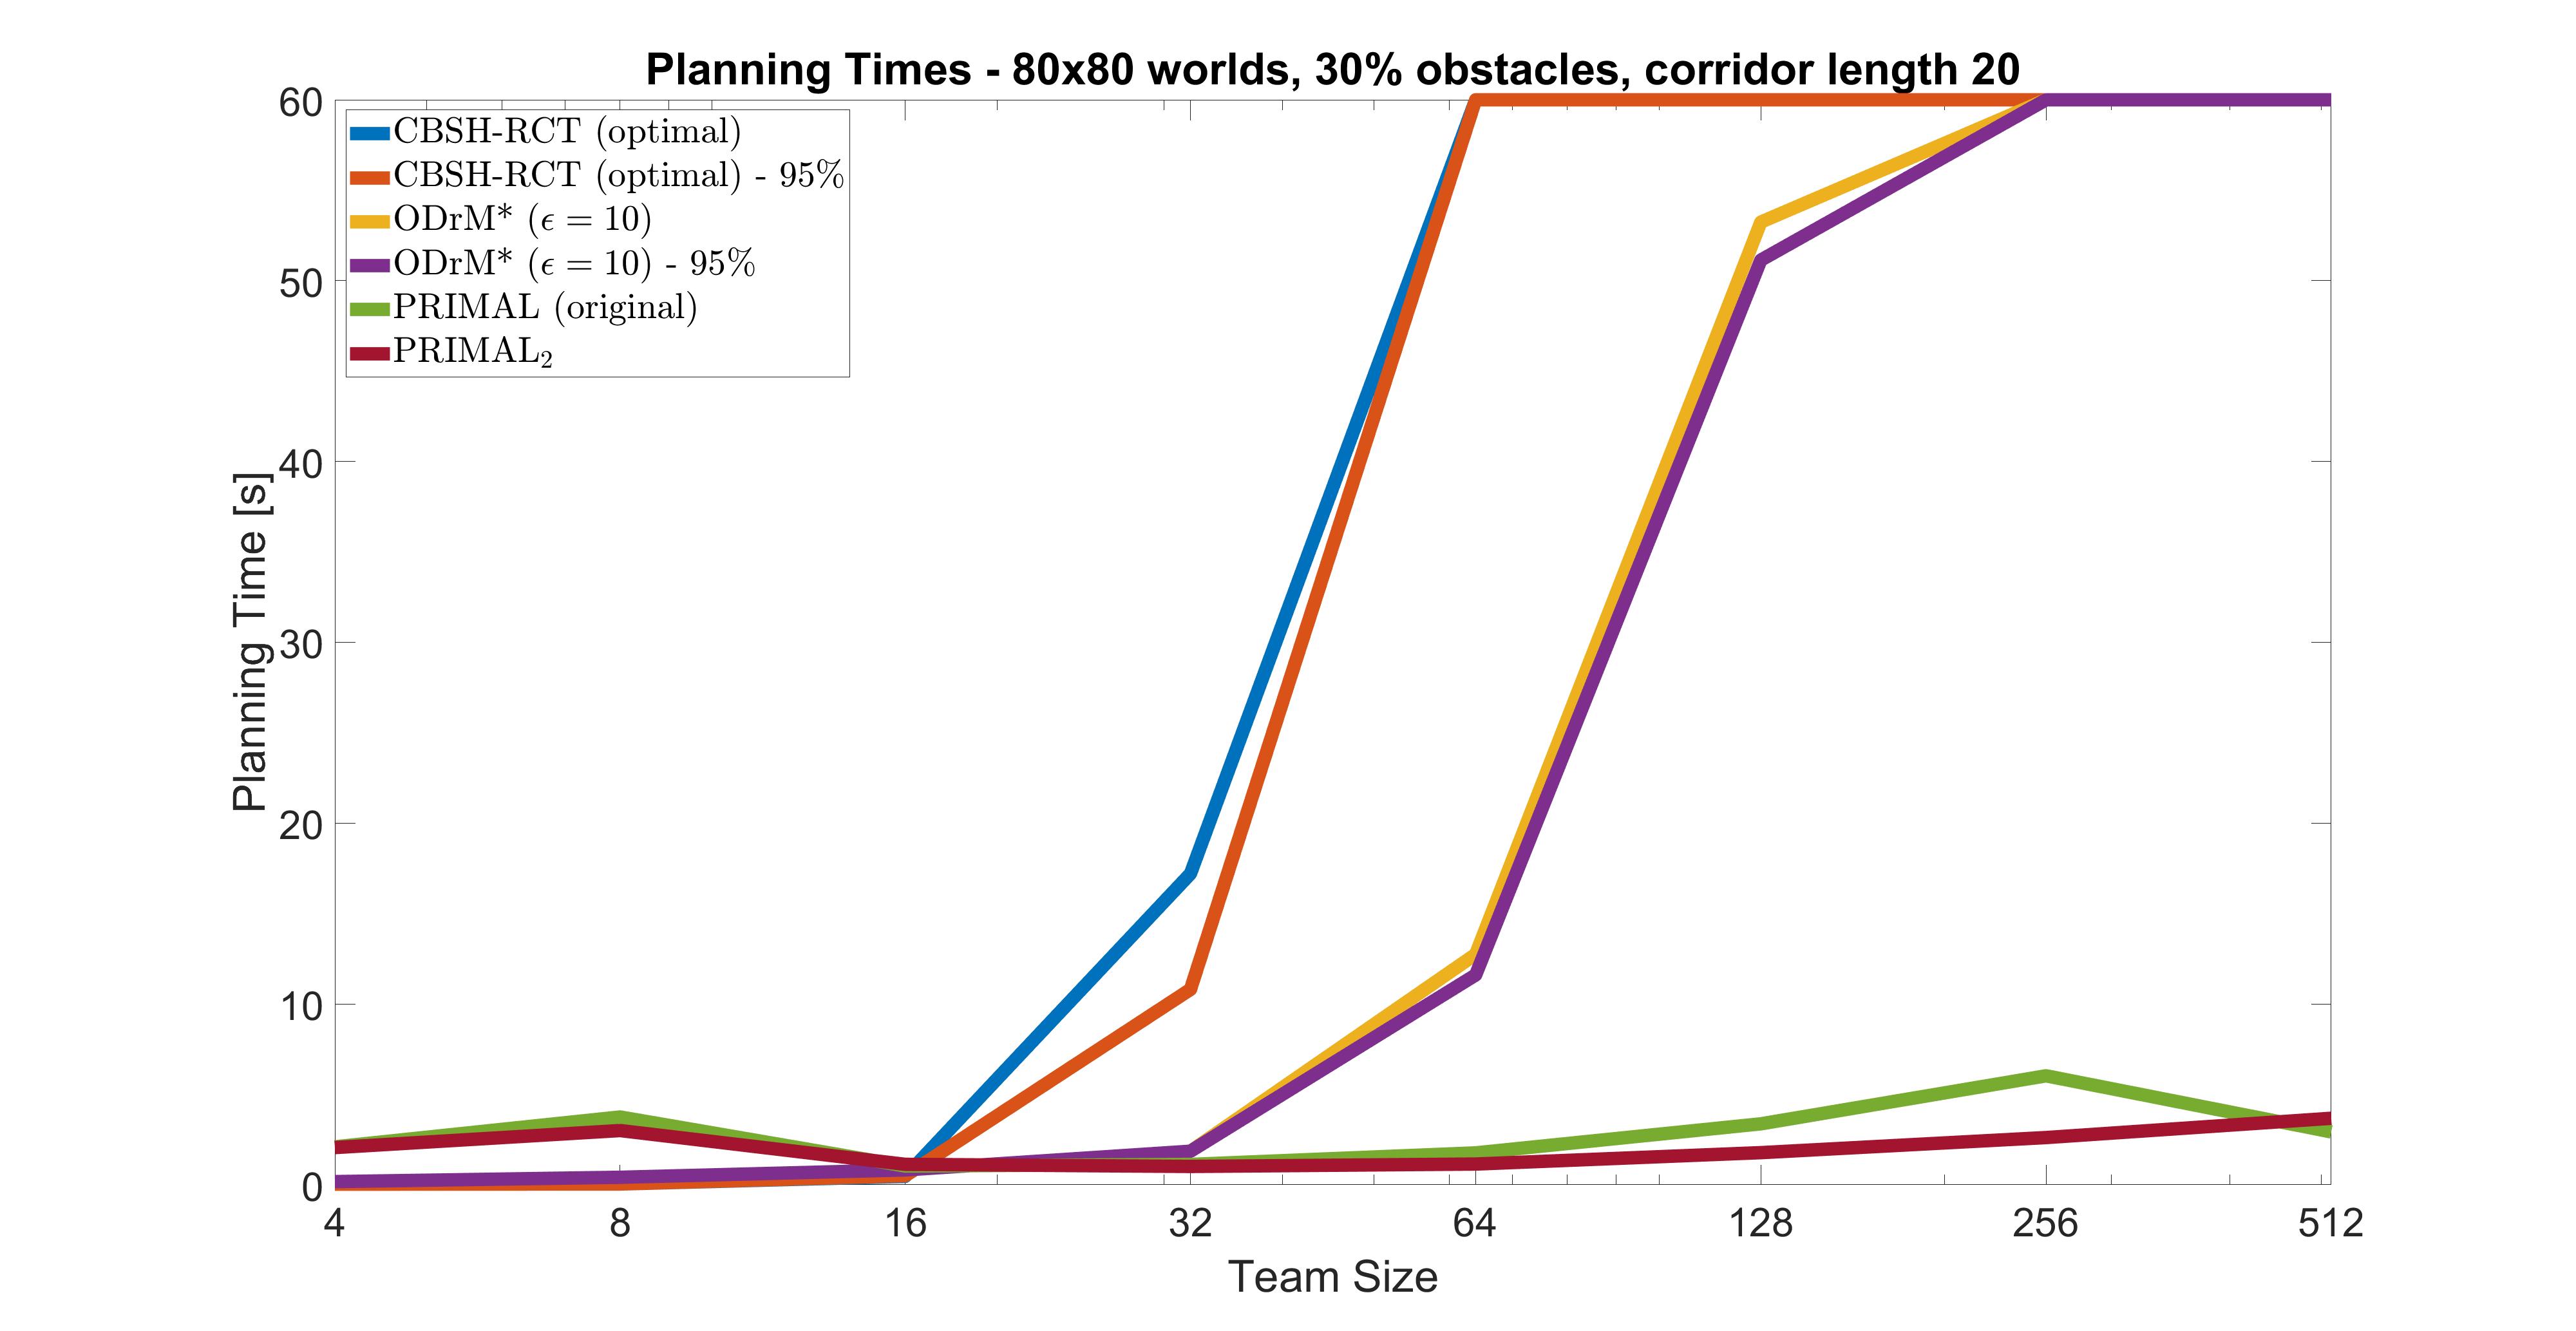 Planning Times - 80x80 worlds, 30% obstacles, corridor length 20
CBSH-RCT (optimal)
CBSH-RCT (optimal) - 95%
ODrM* (ϵ = 10)
ODrM* (ϵ = 10) - 95%
PRIMAL (original)
PRIMAL₂
60
50
40
30
20
10
0
Planning Time [s]
4 8 16 32 64 128 256 512
Team Size